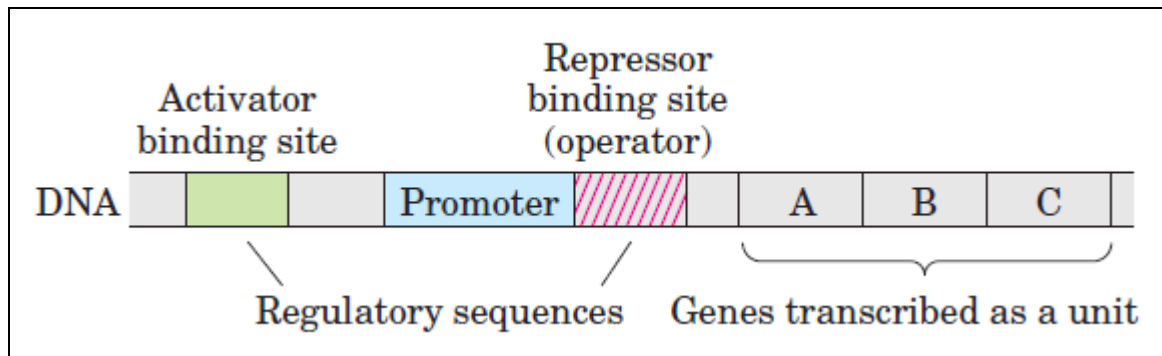 Activator
binding site
Repressor
binding site
(operator)
DNA
Promoter
A
B
C
Regulatory sequences
Genes transcribed as a unit